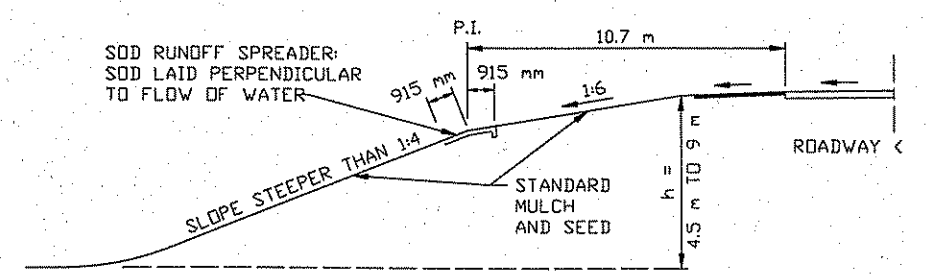 P.I.
10.7 m
SOD RUNOFF SPREADER:
SOD LAID PERPENDICULAR
TO FLOW OF WATER
915 mm
915 mm
1:6
ROADWAY <
SLOPE STEEPER THAN 1:4
STANDARD
MULCH
AND SEED
h =
4.5 m TO 9 m